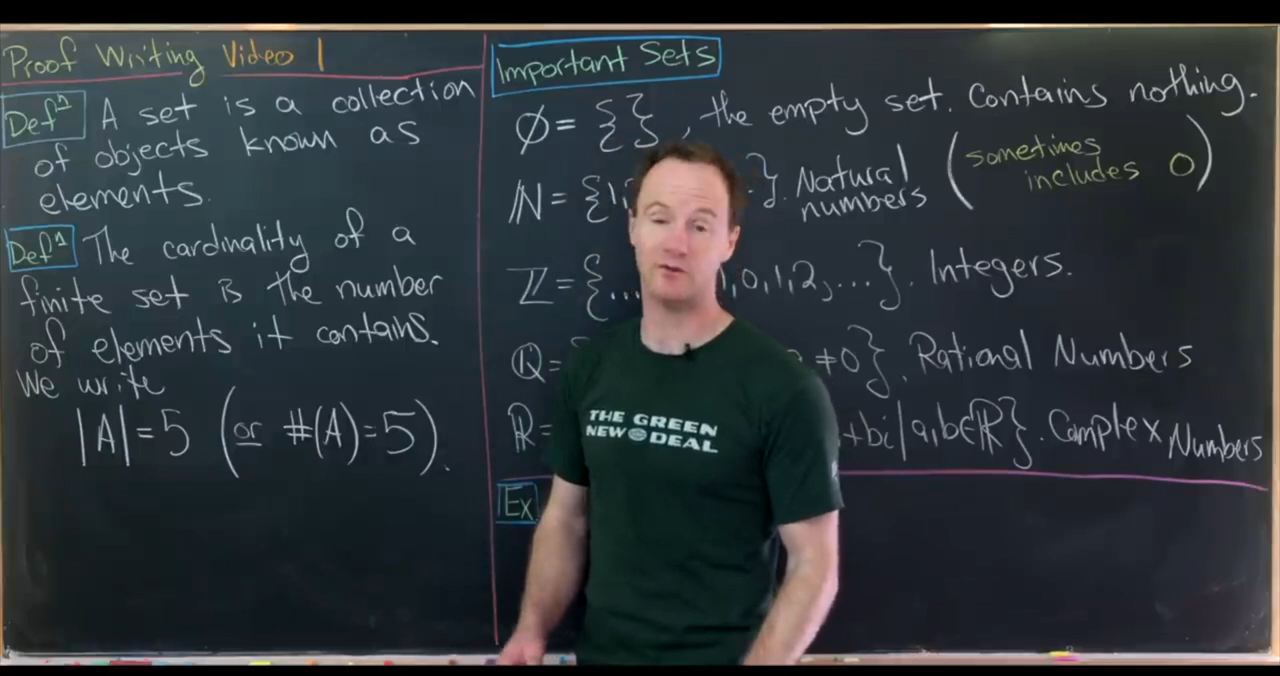 Proof Writing Video 1
Defⁿ A set is a collection
of objects known as
elements.
Defⁿ The cardinality of a
finite set is the number
of elements it contains.
We write
|A|=5 (or #(A)=5).
Important Sets
∅= {}, the empty set. Contains nothing.
ℕ={1, }. Natural numbers (sometimes includes 0)
ℤ={... 1,0,1,2,...}. Integers.
ℚ= ≠0}. Rational Numbers
ℝ= +bi|a,b∈ℝ}. Complex Numbers
Ex
THE GREEN
NEW DEAL